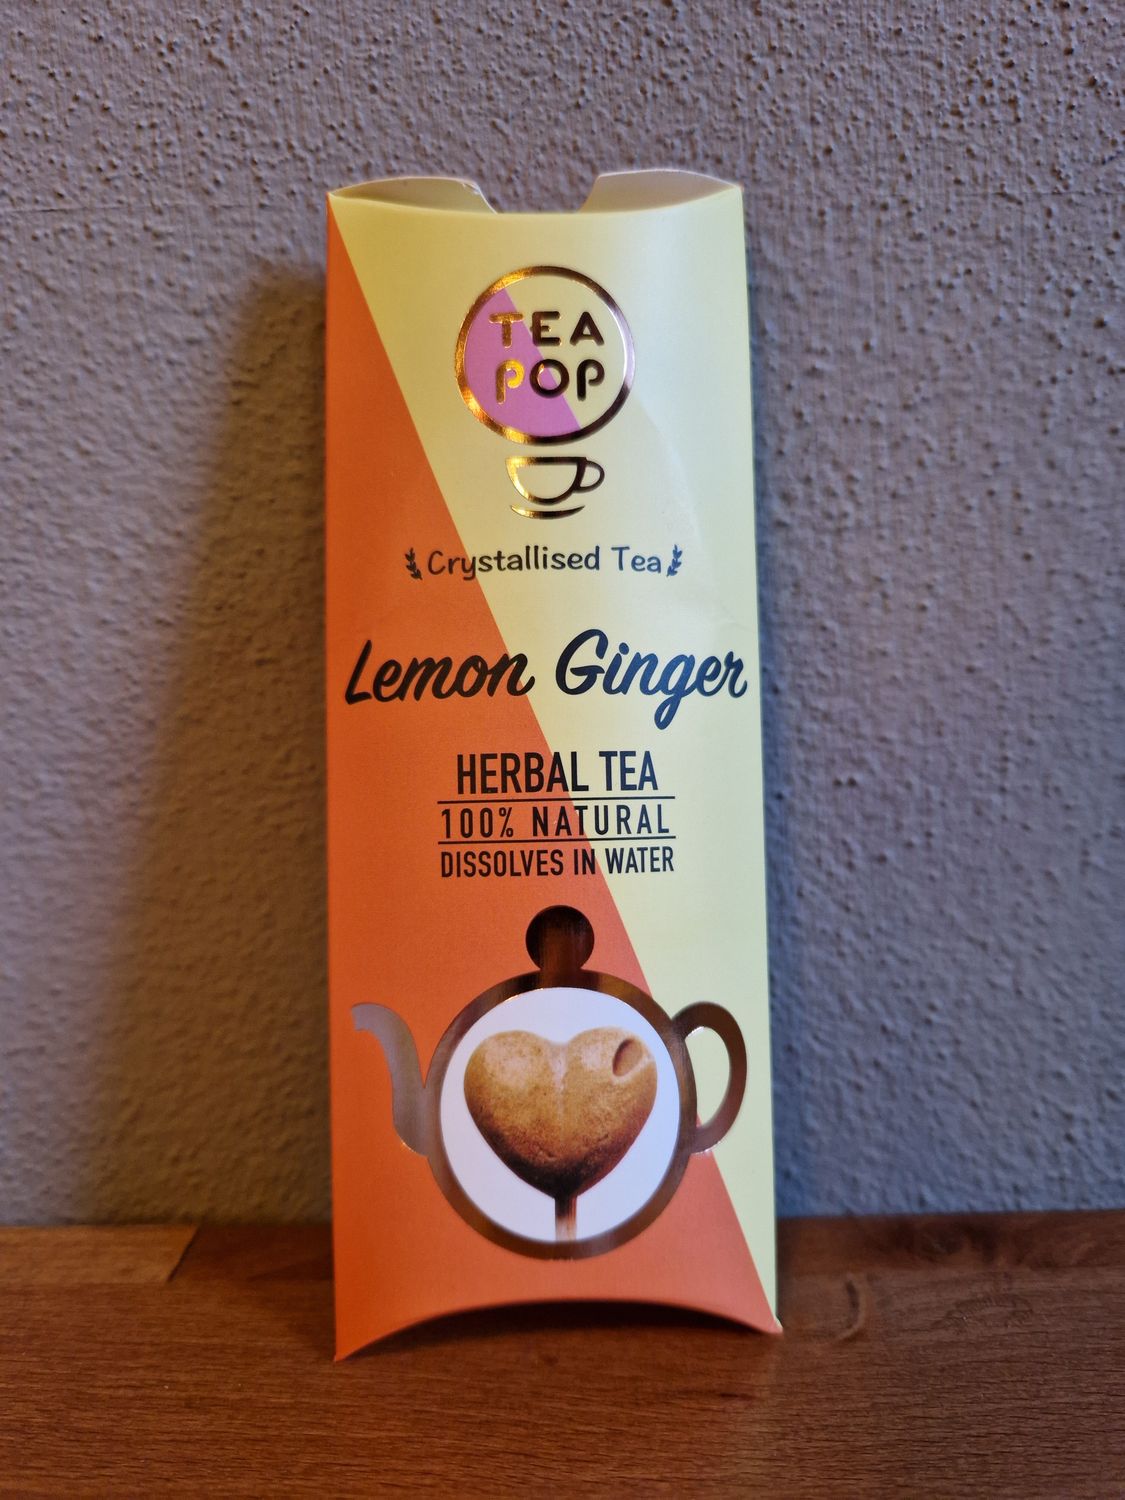 TEA
POP
Crystallised Tea
Lemon Ginger
HERBAL TEA
100% NATURAL
DISSOLVES IN WATER